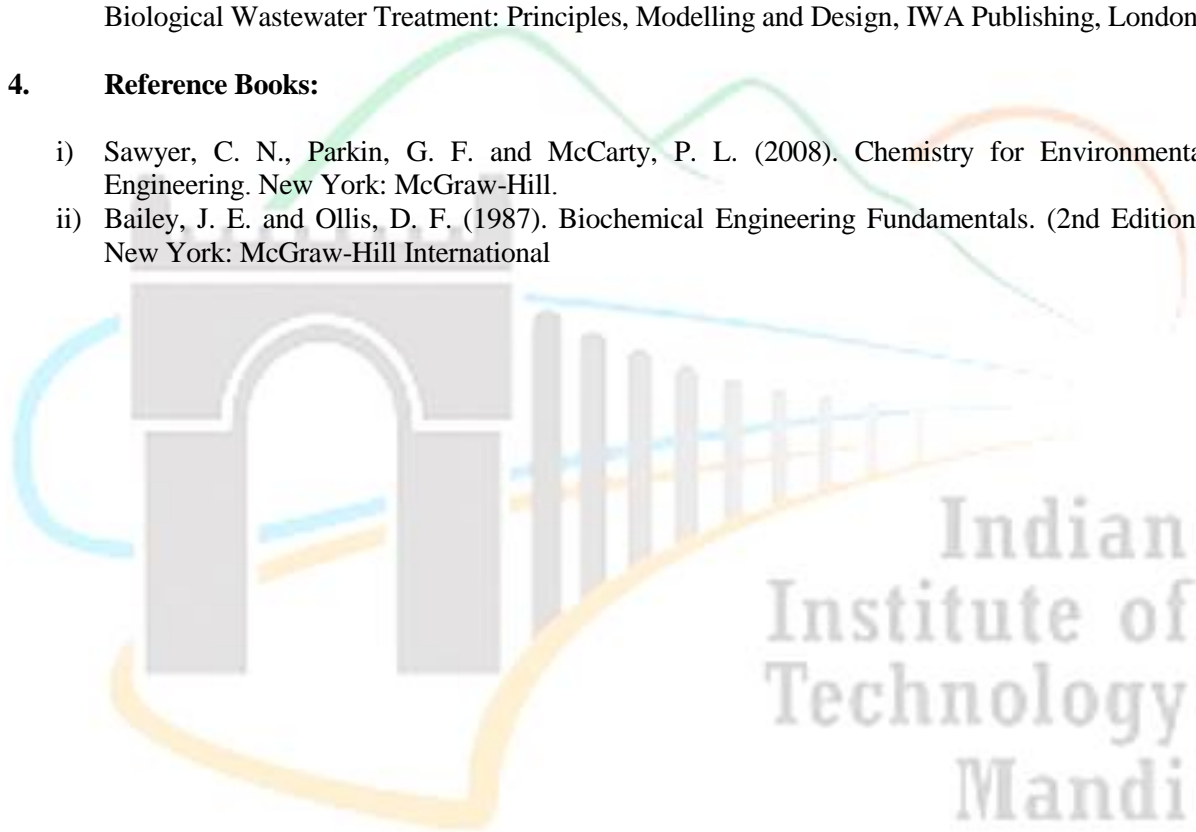 Biological Wastewater Treatment: Principles, Modelling and Design, IWA Publishing, London
4. Reference Books:
i) Sawyer, C. N., Parkin, G. F. and McCarty, P. L. (2008). Chemistry for Environmenta
Engineering. New York: McGraw-Hill.
ii) Bailey, J. E. and Ollis, D. F. (1987). Biochemical Engineering Fundamentals. (2nd Edition
New York: McGraw-Hill International
Indian
Institute of
Technology
Mandi